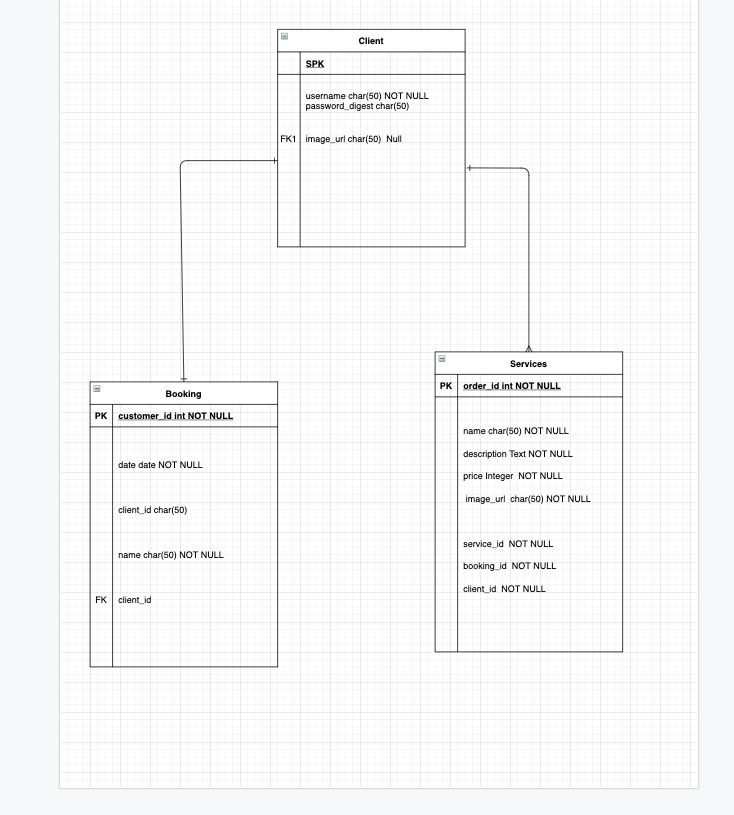 Client
SPK
username char(50) NOT NULL
password_digest char(50)
FK1 image_url char(50) Null
Booking
PK customer_id int NOT NULL
date date NOT NULL
client_id char(50)
name char(50) NOT NULL
FK client_id
Services
PK order_id int NOT NULL
name char(50) NOT NULL
description Text NOT NULL
price Integer NOT NULL
image_url char(50) NOT NULL
service_id NOT NULL
booking_id NOT NULL
client_id NOT NULL